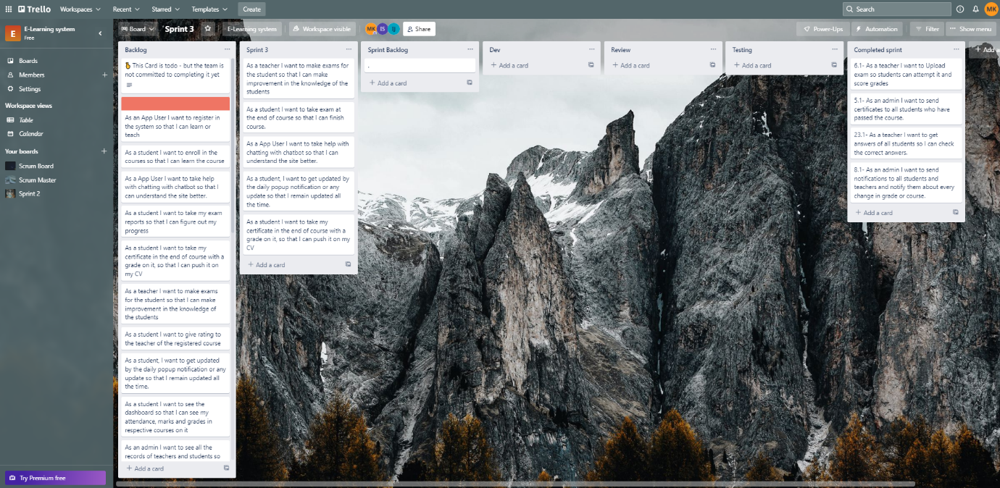 Trello
Workspaces
Recent
Starred
Templates
Create
Search
MK
E
E-Learning system
Free
Board
Sprint 3
E-Learning system
Workspace visible
MK
IS
IJ
Share
Power-Ups
Automation
Filter
Show menu
Boards
Members
Settings
Workspace views
Table
Calendar
Your boards
Scrum Board
Scrum Master
Sprint 2
Try Premium free
Backlog
This Card is todo - but the team
is not committed to completing it yet
As an App User I want to register in
the system so that I can learn or
teach
As a student I want to enroll in the
courses so that I can learn the course
As a App User I want to take help
with chatting with chatbot so that I
can understand the site better.
As a student I want to take my exam
reports so that I can figure out my
progress
As a student I want to take my
certificate in the end of course with a
grade on it, so that I can push it on
my CV
As a teacher I want to make exams
for the student so that I can make
improvement in the knowledge of
the students
As a student I want to give rating to
the teacher of the registered course
As a student, I want to get updated
by the daily popup notification or any
update so that I remain updated all
the time.
As a student I want to see the
dashboard so that I can see my
attendance, marks and grades in
respective courses on it
As an admin I want to see all the
records of teachers and students so
Add a card
Sprint 3
As a teacher I want to make exams for
the student so that I can make
improvement in the knowledge of the
students
As a student I want to take exam at
the end of course so that I can finish
course.
As a App User I want to take help with
chatting with chatbot so that I can
understand the site better.
As a student, I want to get updated by
the daily popup notification or any
update so that I remain updated all
the time.
As a student I want to take my
certificate in the end of course with a
grade on it, so that I can push it on my
CV
Add a card
Sprint Backlog
.
Add a card
Dev
Add a card
Review
Add a card
Testing
Add a card
Completed sprint
6.1- As a teacher I want to Upload
exam so students can attempt it and
score grades
5.1- As an admin I want to send
certificates to all students who have
passed the course.
23.1- As a teacher I want to get
answers of all students so I can check
the correct answers.
8.1- As an admin I want to send
notifications to all students and
teachers and notify them about every
change in grade or course.
Add a card
Add a